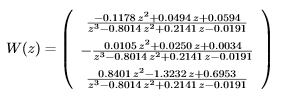 W(z) = ( (-0.1178 z^2+0.0494 z+0.0594)/(z^3-0.8014 z^2+0.2141 z-0.0191)
-(0.0105 z^2+0.0250 z+0.0034)/(z^3-0.8014 z^2+0.2141 z-0.0191)
(0.8401 z^2-1.3232 z+0.6953)/(z^3-0.8014 z^2+0.2141 z-0.0191) )